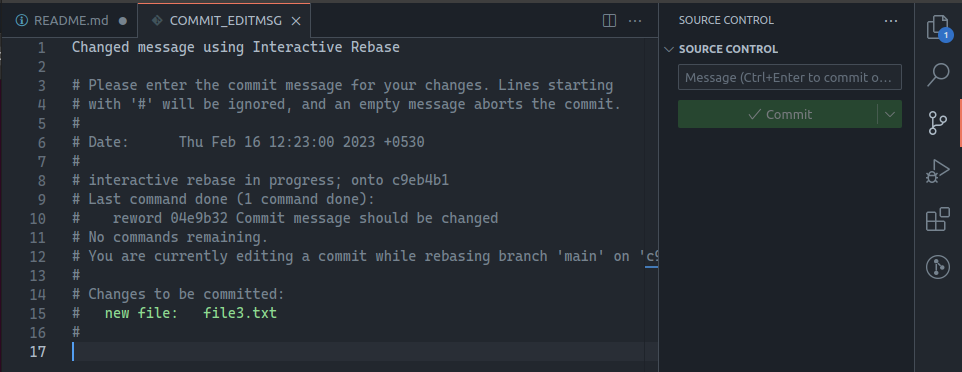 README.md
COMMIT_EDITMSG
1 Changed message using Interactive Rebase
2
3 # Please enter the commit message for your changes. Lines starting
4 # with '#' will be ignored, and an empty message aborts the commit.
5 #
6 # Date:      Thu Feb 16 12:23:00 2023 +0530
7 #
8 # interactive rebase in progress; onto c9eb4b1
9 # Last command done (1 command done):
10 #    reword 04e9b32 Commit message should be changed
11 # No commands remaining.
12 # You are currently editing a commit while rebasing branch 'main' on 'c9
13 #
14 # Changes to be committed:
15 #   new file:   file3.txt
16 #
17
SOURCE CONTROL
SOURCE CONTROL
Message (Ctrl+Enter to commit o...
Commit
1